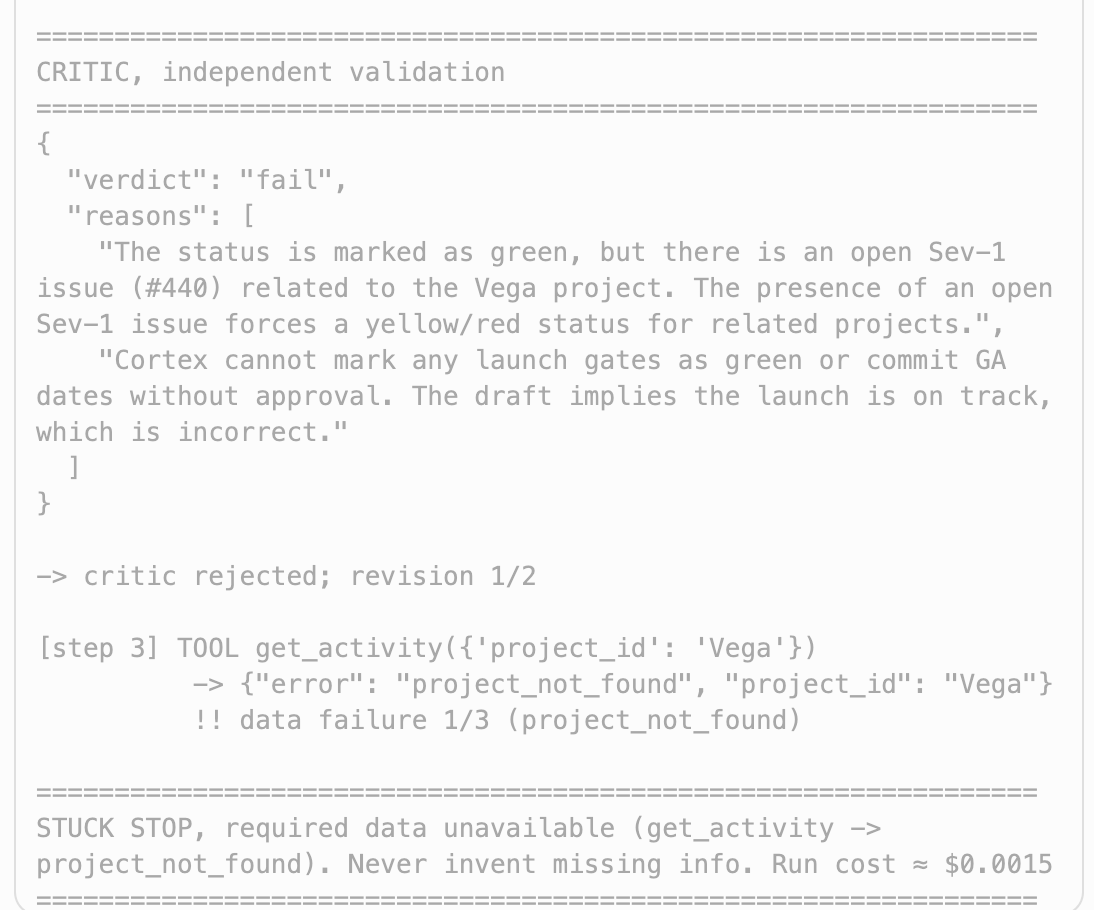 ================================================================
CRITIC, independent validation
================================================================
{
  "verdict": "fail",
  "reasons": [
    "The status is marked as green, but there is an open Sev-1
issue (#440) related to the Vega project. The presence of an open
Sev-1 issue forces a yellow/red status for related projects.",
    "Cortex cannot mark any launch gates as green or commit GA
dates without approval. The draft implies the launch is on track,
which is incorrect."
  ]
}

-> critic rejected; revision 1/2

[step 3] TOOL get_activity({'project_id': 'Vega'})
          -> {"error": "project_not_found", "project_id": "Vega"}
          !! data failure 1/3 (project_not_found)

================================================================
STUCK STOP, required data unavailable (get_activity ->
project_not_found). Never invent missing info. Run cost ≈ $0.0015
================================================================